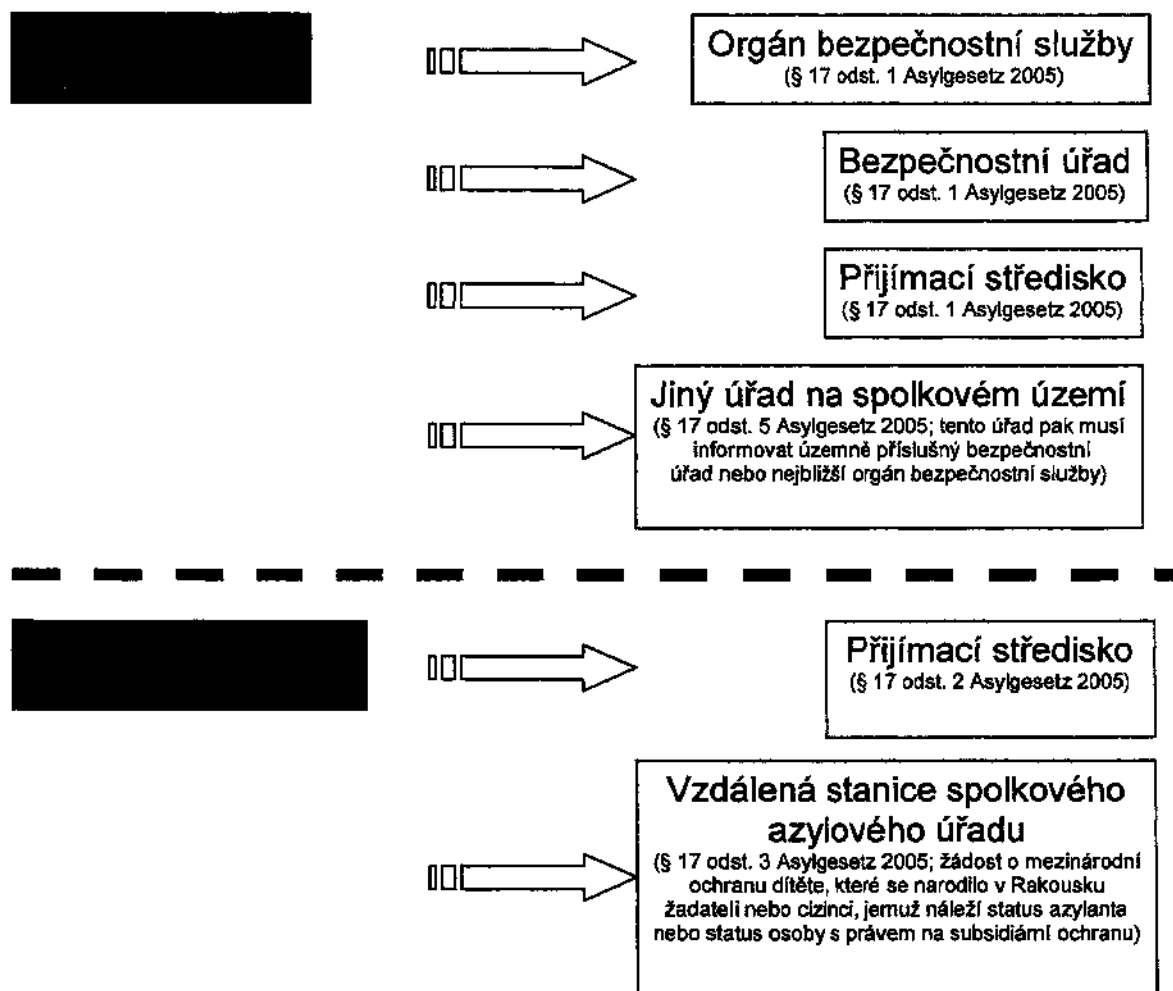 Orgán bezpečnostní služby
(§ 17 odst. 1 Asylgesetz 2005)
Bezpečnostní úřad
(§ 17 odst. 1 Asylgesetz 2005)
Přijímací středisko
(§ 17 odst. 1 Asylgesetz 2005)
Jiný úřad na spolkovém území
(§ 17 odst. 5 Asylgesetz 2005; tento úřad pak musí
informovat územně příslušný bezpečnostní
úřad nebo nejbližší orgán bezpečnostní služby)
Přijímací středisko
(§ 17 odst. 2 Asylgesetz 2005)
Vzdálená stanice spolkového
azylového úřadu
(§ 17 odst. 3 Asylgesetz 2005; žádost o mezinárodní
ochranu dítěte, které se narodilo v Rakousku
žadateli nebo cizinci, jemuž náleží status azylanta
nebo status osoby s právem na subsidiární ochranu)